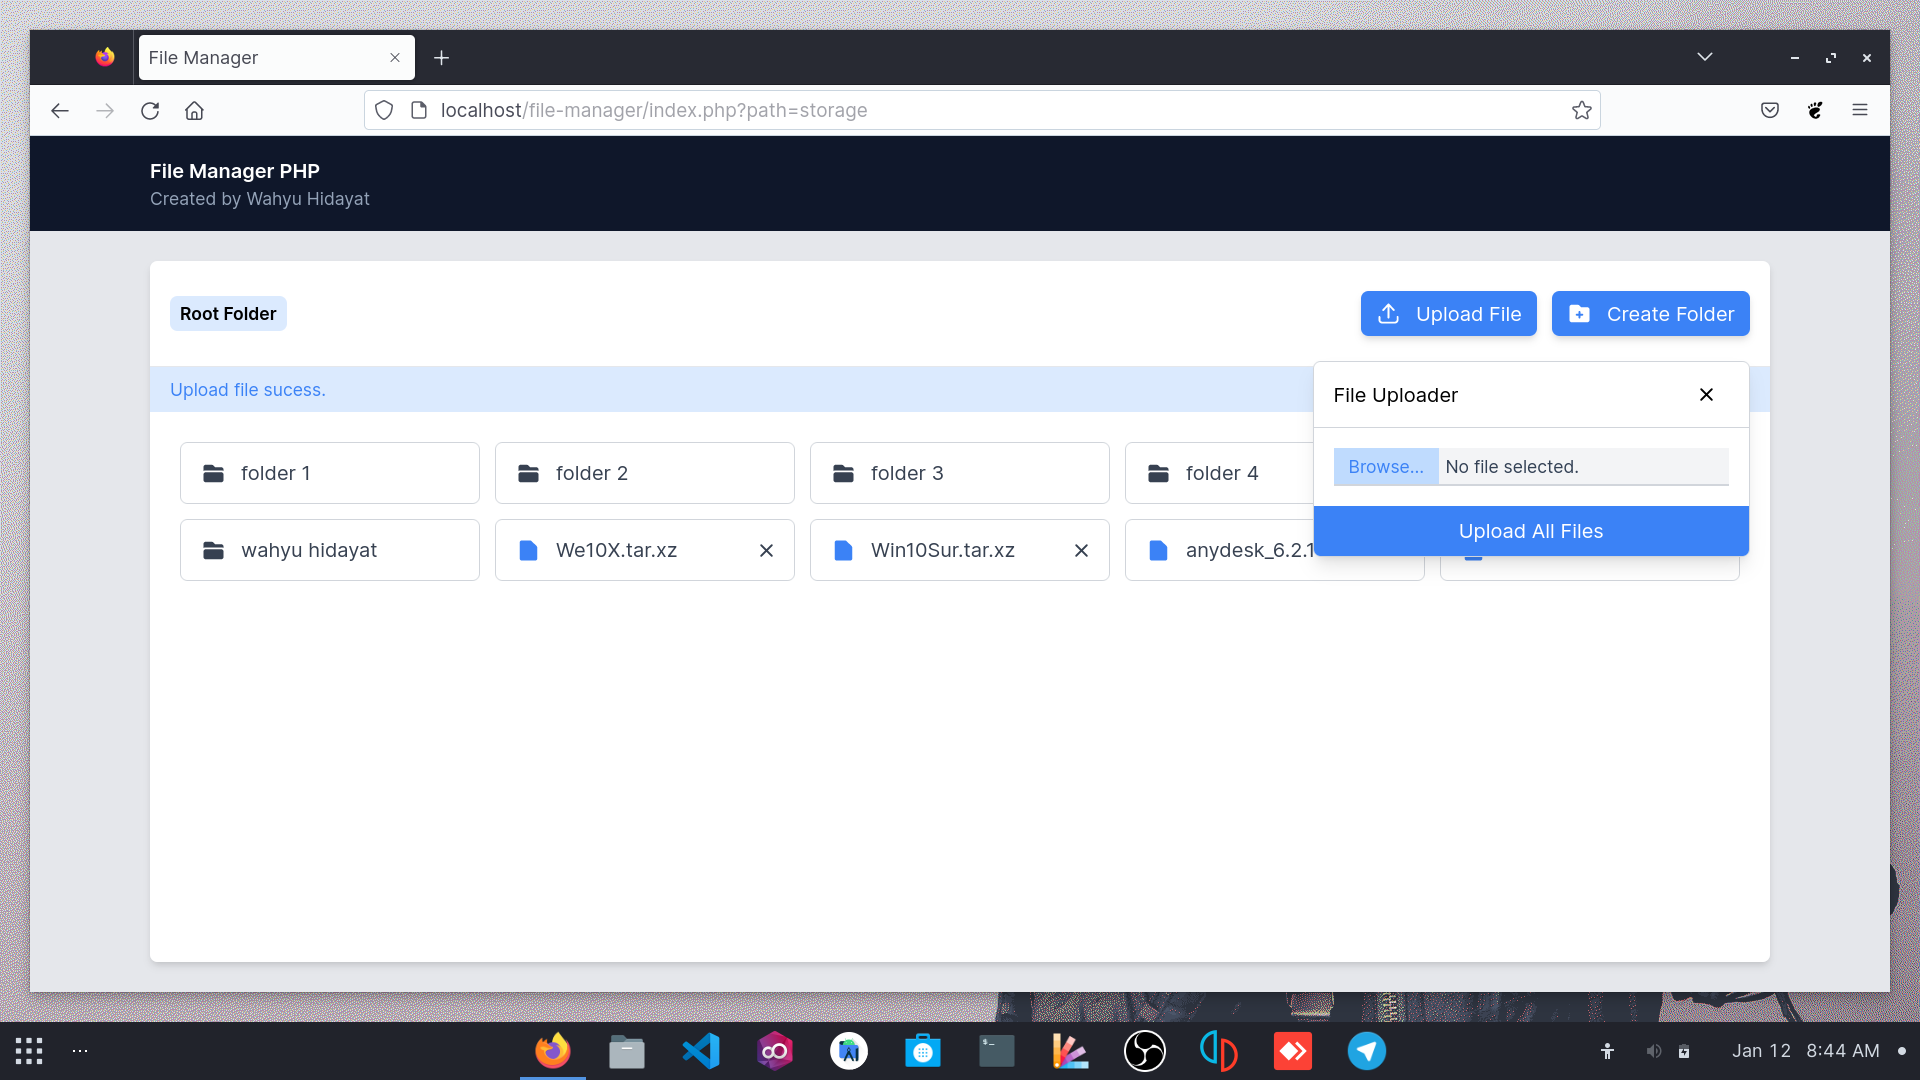 File Manager
localhost/file-manager/index.php?path=storage
File Manager PHP
Created by Wahyu Hidayat
Root Folder
Upload File
Create Folder
Upload file sucess.
File Uploader
Browse...
No file selected.
Upload All Files
folder 1
folder 2
folder 3
folder 4
wahyu hidayat
We10X.tar.xz
Win10Sur.tar.xz
anydesk_6.2.1
Jan 12 8:44 AM